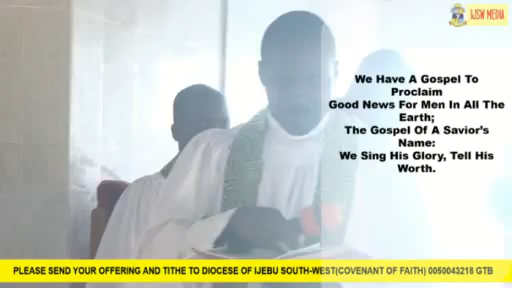 IJSW MEDIA
We Have A Gospel To
Proclaim
Good News For Men In All The
Earth;
The Gospel Of A Savior's
Name:
We Sing His Glory, Tell His
Worth.
PLEASE SEND YOUR OFFERING AND TITHE TO DIOCESE OF IJEBU SOUTH-WEST(COVENANT OF FAITH) 0050043218 GTB